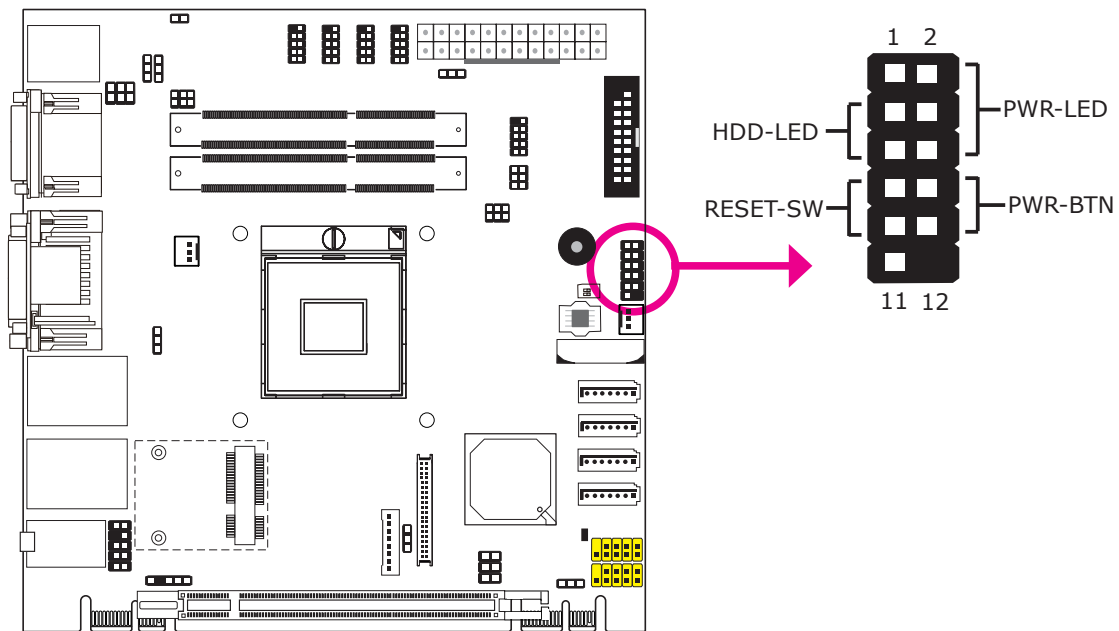 1 2
PWR-LED
HDD-LED
RESET-SW
PWR-BTN
11 12